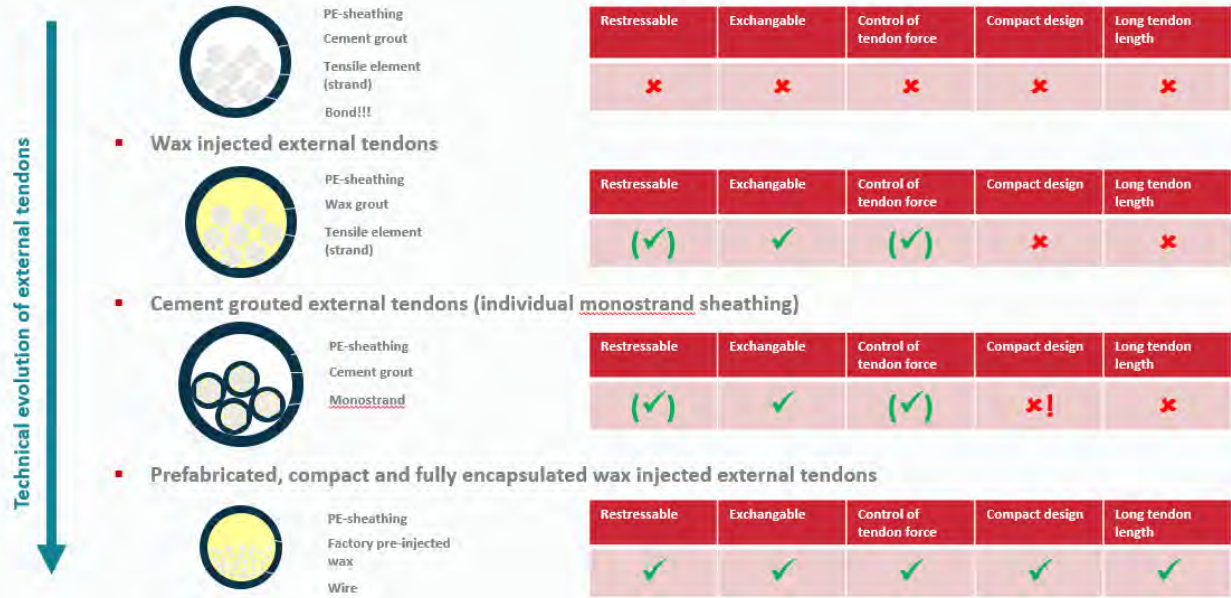 Technical evolution of external tendons
PE-sheathing
Cement grout
Tensile element
(strand)
Bond!!!
Restressable Exchangable Control of tendon force Compact design Long tendon length
✘ ✘ ✘ ✘ ✘
▪ Wax injected external tendons
PE-sheathing
Wax grout
Tensile element
(strand)
Restressable Exchangable Control of tendon force Compact design Long tendon length
(✓) ✓ (✓) ✘ ✘
▪ Cement grouted external tendons (individual monostrand sheathing)
PE-sheathing
Cement grout
Monostrand
Restressable Exchangable Control of tendon force Compact design Long tendon length
(✓) ✓ (✓) ✘! ✘
▪ Prefabricated, compact and fully encapsulated wax injected external tendons
PE-sheathing
Factory pre-injected
wax
Wire
Restressable Exchangable Control of tendon force Compact design Long tendon length
✓ ✓ ✓ ✓ ✓